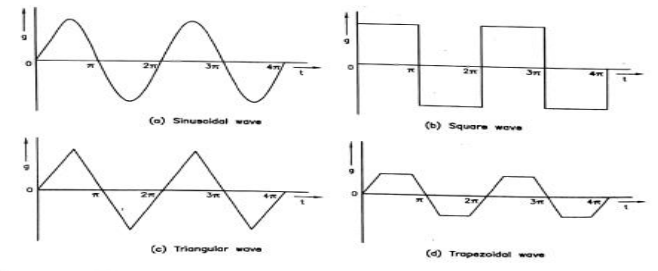 g
0 π 2π 3π 4π t
(a) Sinusoidal wave
g
0 π 2π 3π 4π t
(b) Square wave
g
0 π 2π 3π 4π t
(c) Triangular wave
g
0 π 2π 3π 4π t
(d) Trapezoidal wave